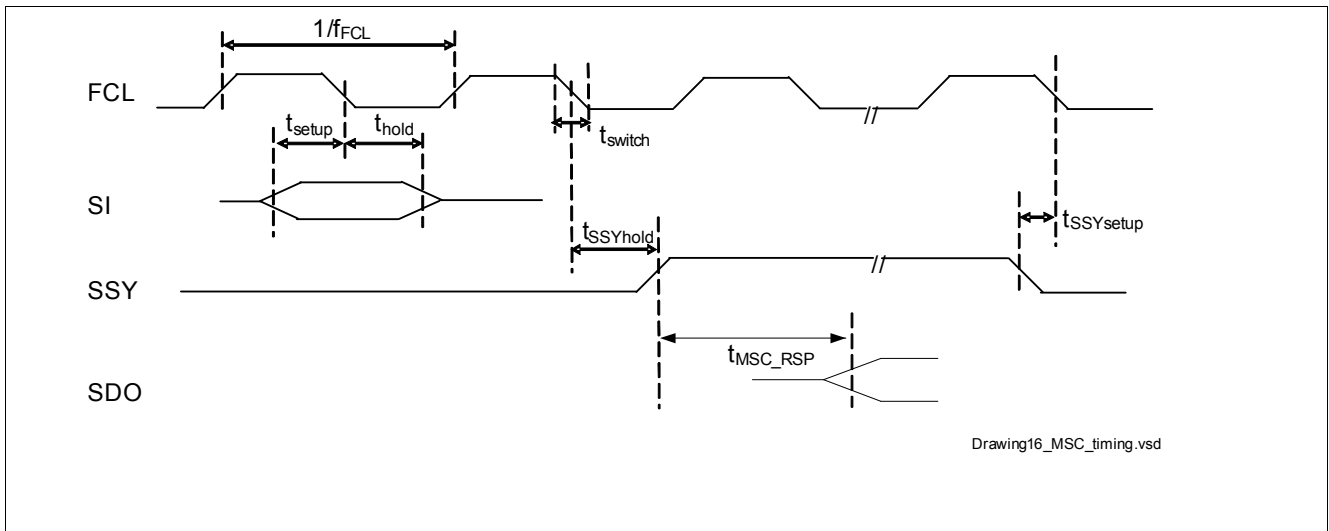 1/fFCL
FCL
tsetup
thold
tswitch
SI
tSSYhold
tSSYsetup
//
//
SSY
tMSC_RSP
SDO
Drawing16_MSC_timing.vsd